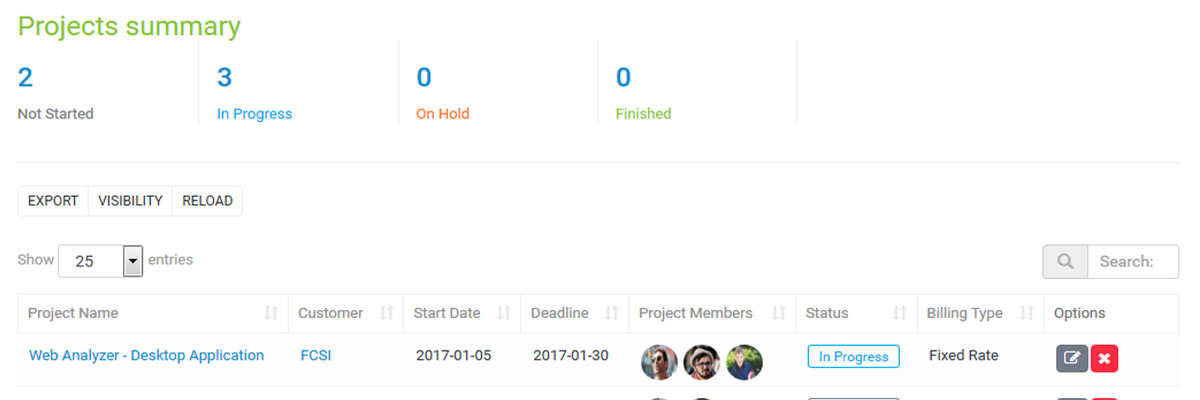 Projects summary
2 3 0 0
Not Started In Progress On Hold Finished
EXPORT VISIBILITY RELOAD
Show 25 entries Search:
Project Name Customer Start Date Deadline Project Members Status Billing Type Options
Web Analyzer - Desktop Application FCSI 2017-01-05 2017-01-30 In Progress Fixed Rate